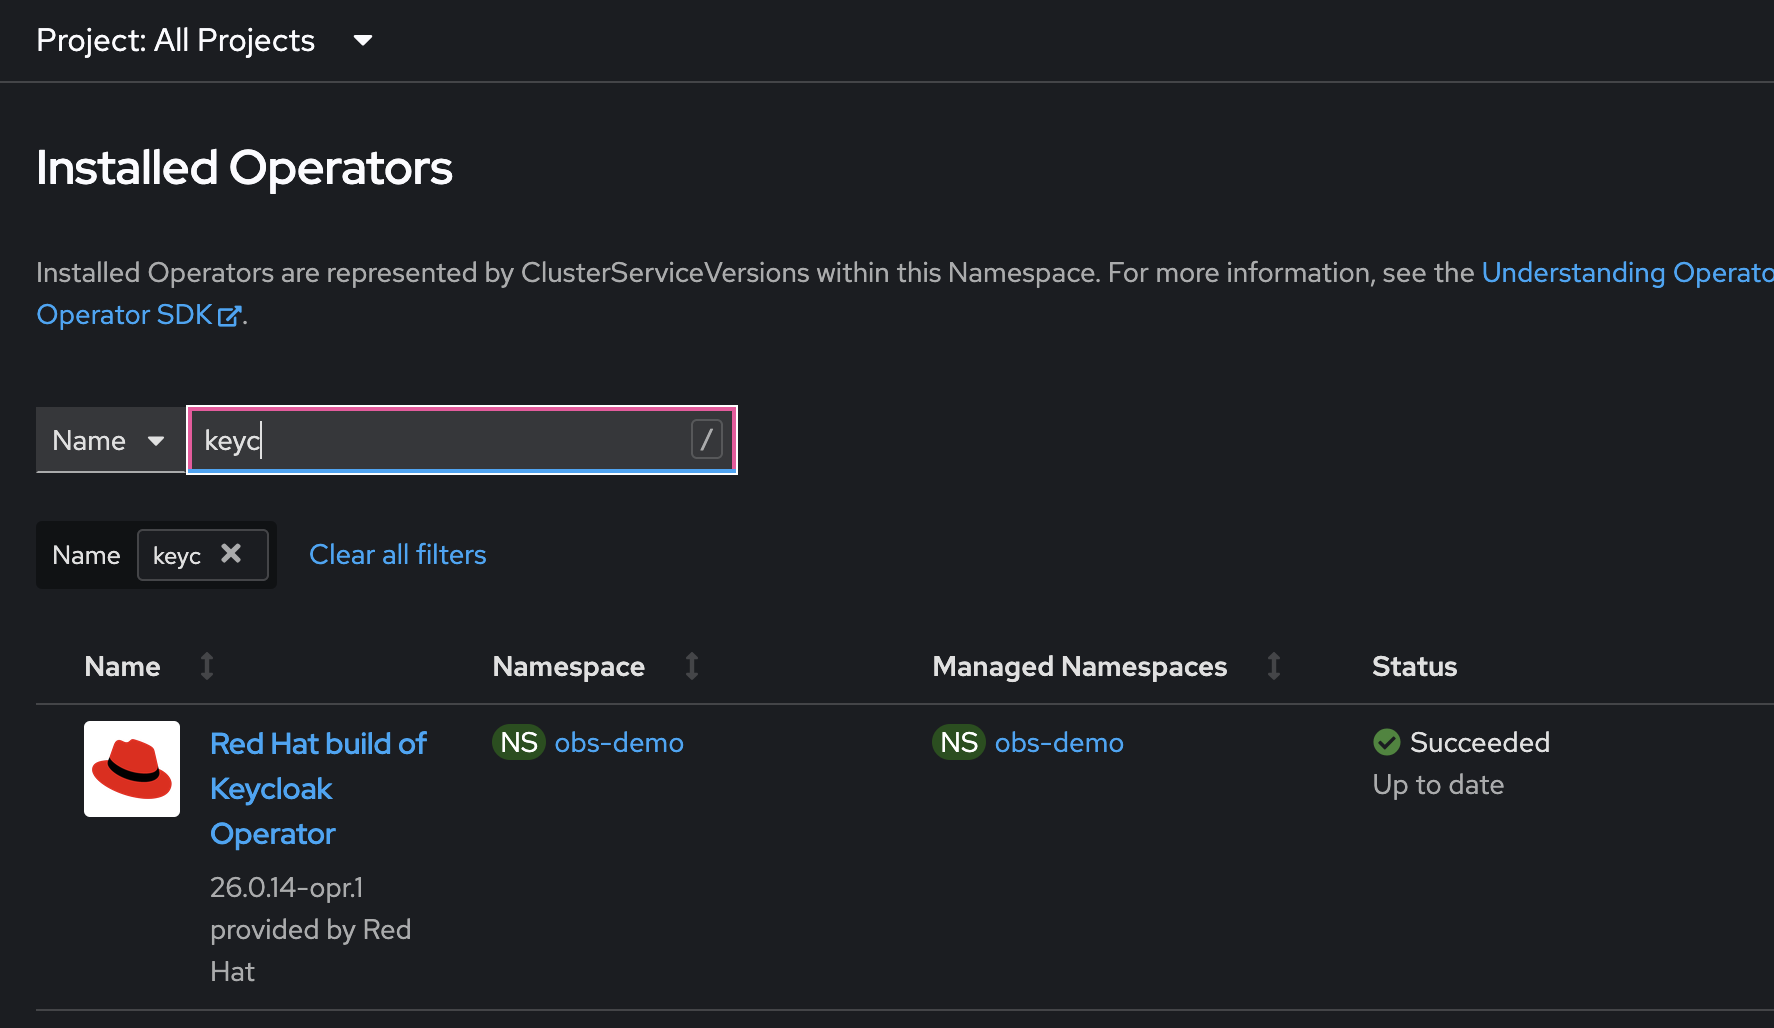 Project: All Projects
Installed Operators
Installed Operators are represented by ClusterServiceVersions within this Namespace. For more information, see the Understanding Operato
Operator SDK.
Name keyc /
Name keyc Clear all filters
Name Namespace Managed Namespaces Status
Red Hat build of NS obs-demo NS obs-demo Succeeded
Keycloak Up to date
Operator
26.0.14-opr.1
provided by Red
Hat